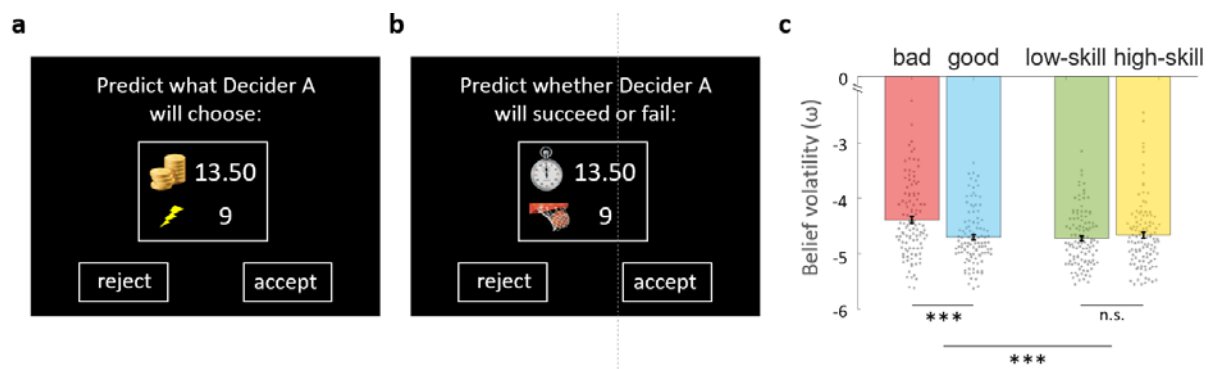 a
Predict what Decider A
will choose:
13.50
9
reject
accept
b
Predict whether Decider A
will succeed or fail:
13.50
9
reject
accept
c
bad good low-skill high-skill
Belief volatility (ω)
0
-3
-4
-5
-6
***
n.s.
***